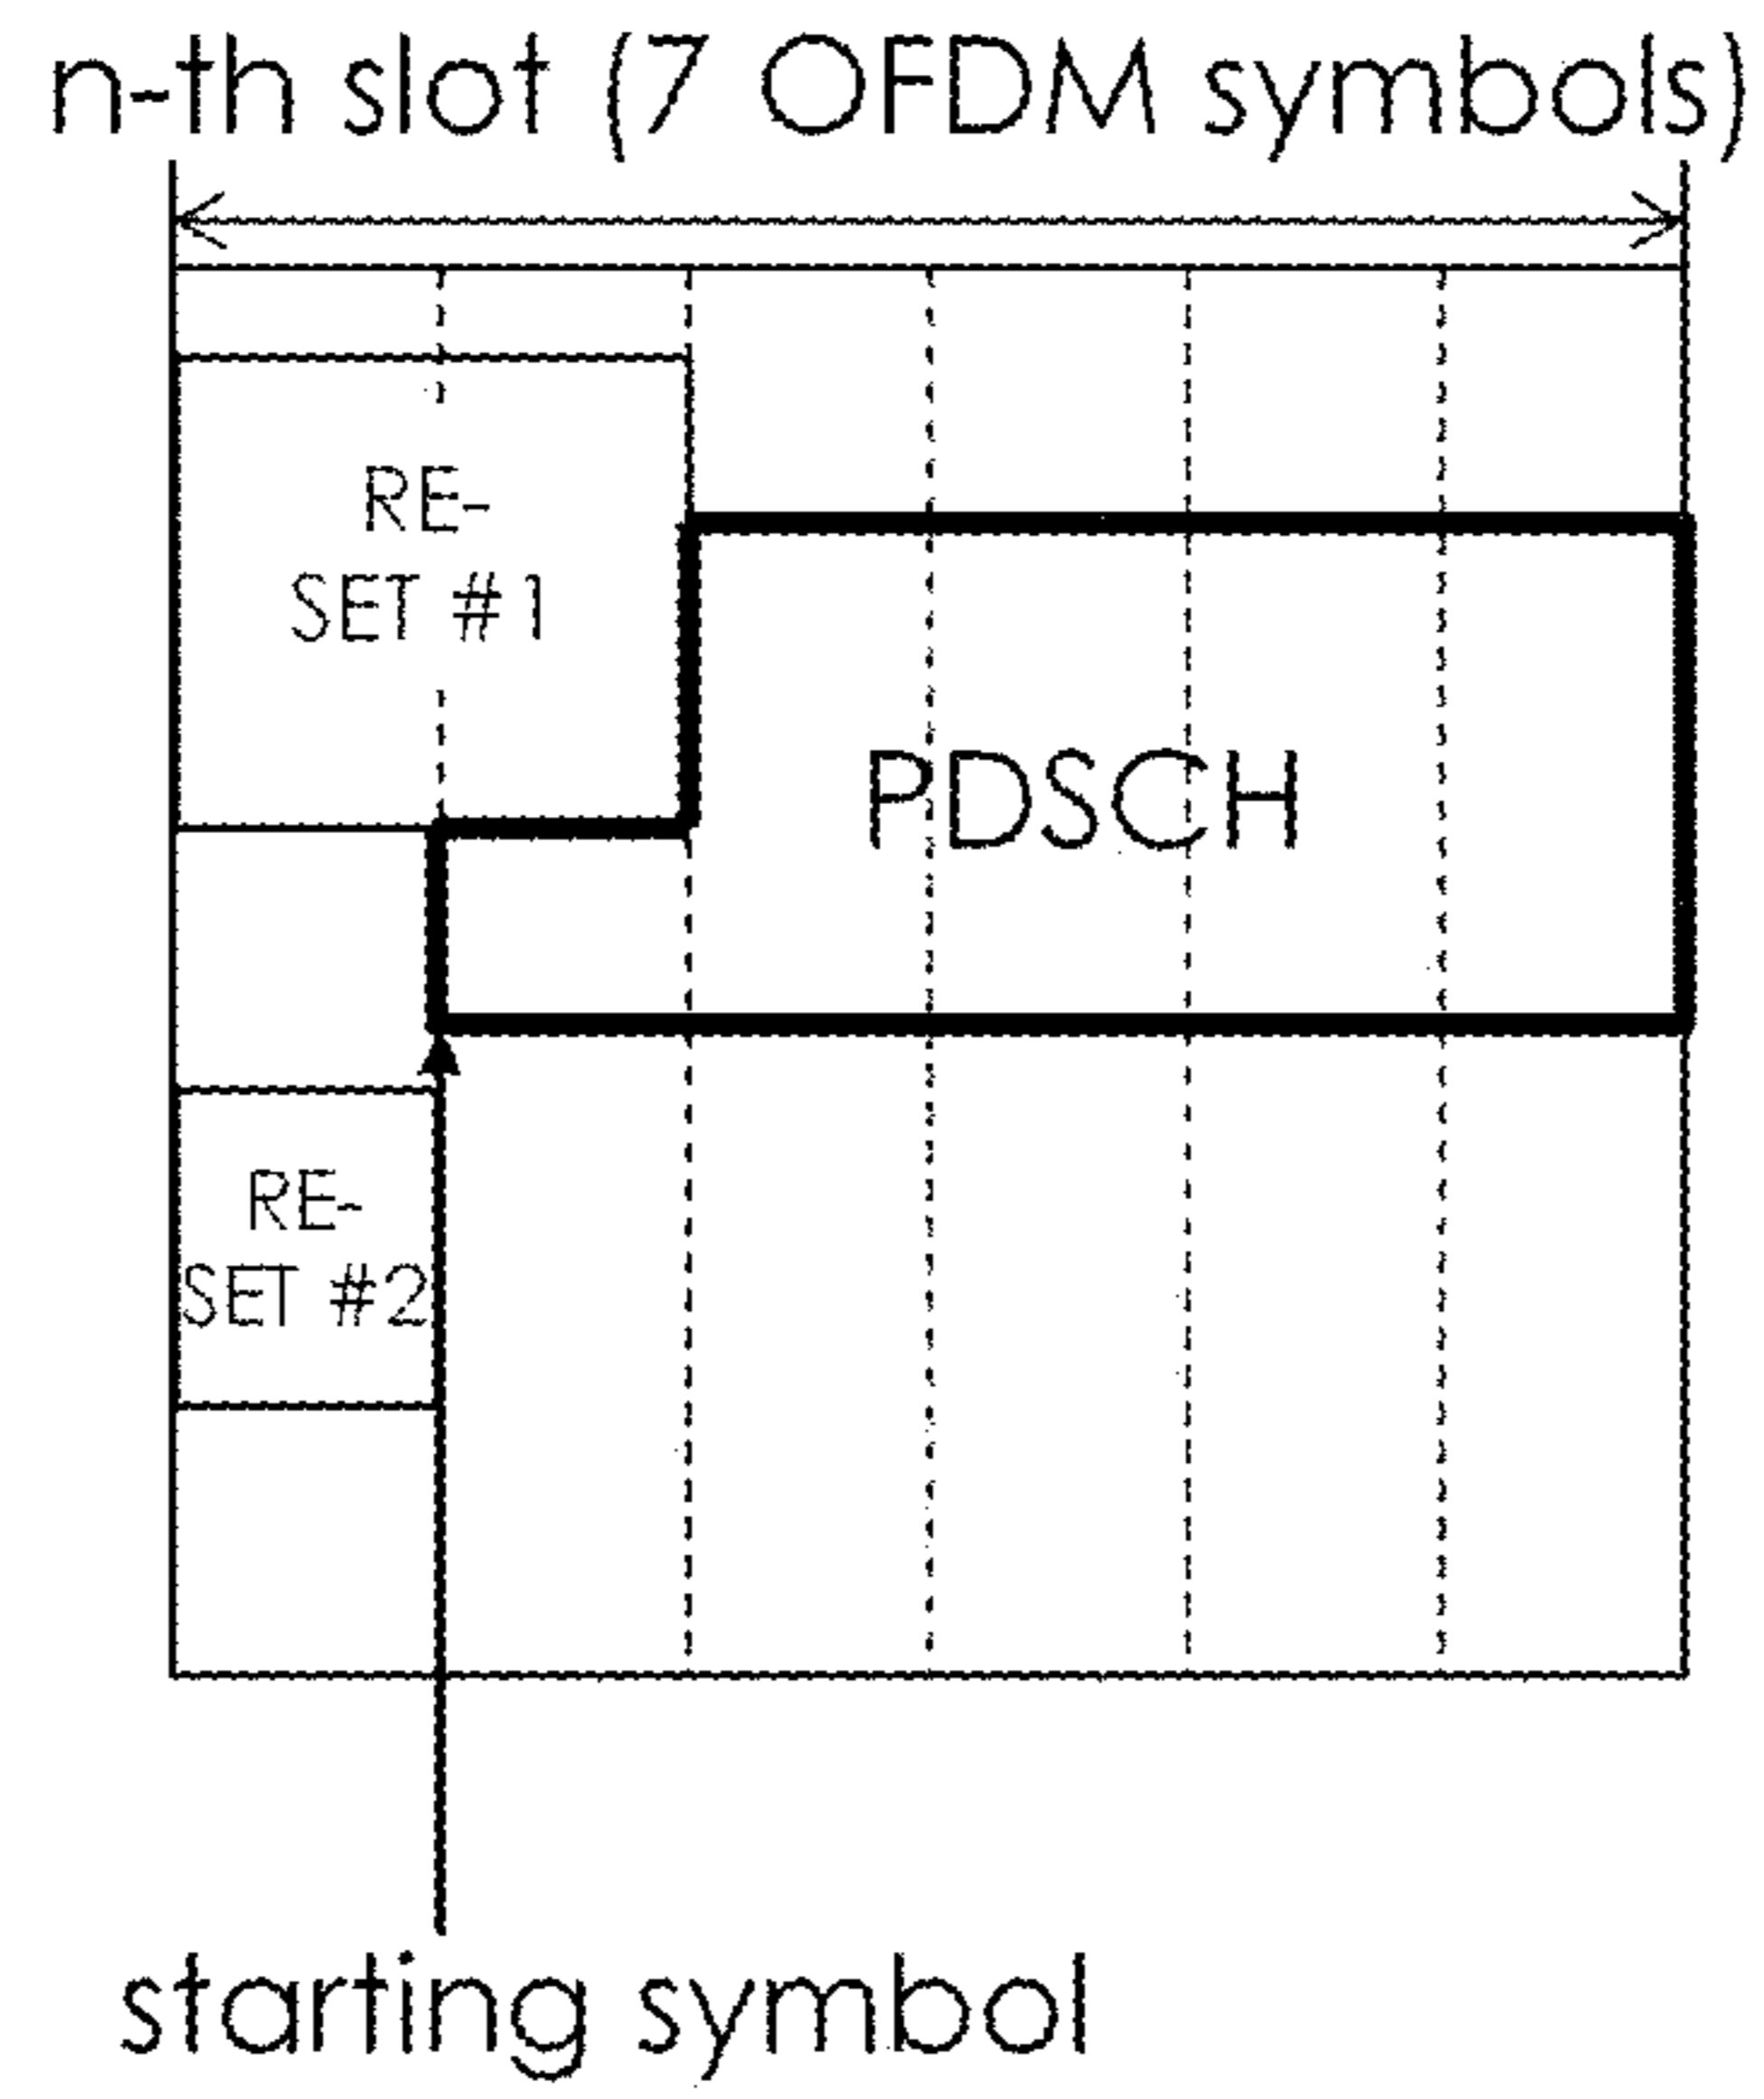 n-th slot (7 OFDM symbols)
RE-
SET #1
PDSCH
RE-
SET #2
starting symbol